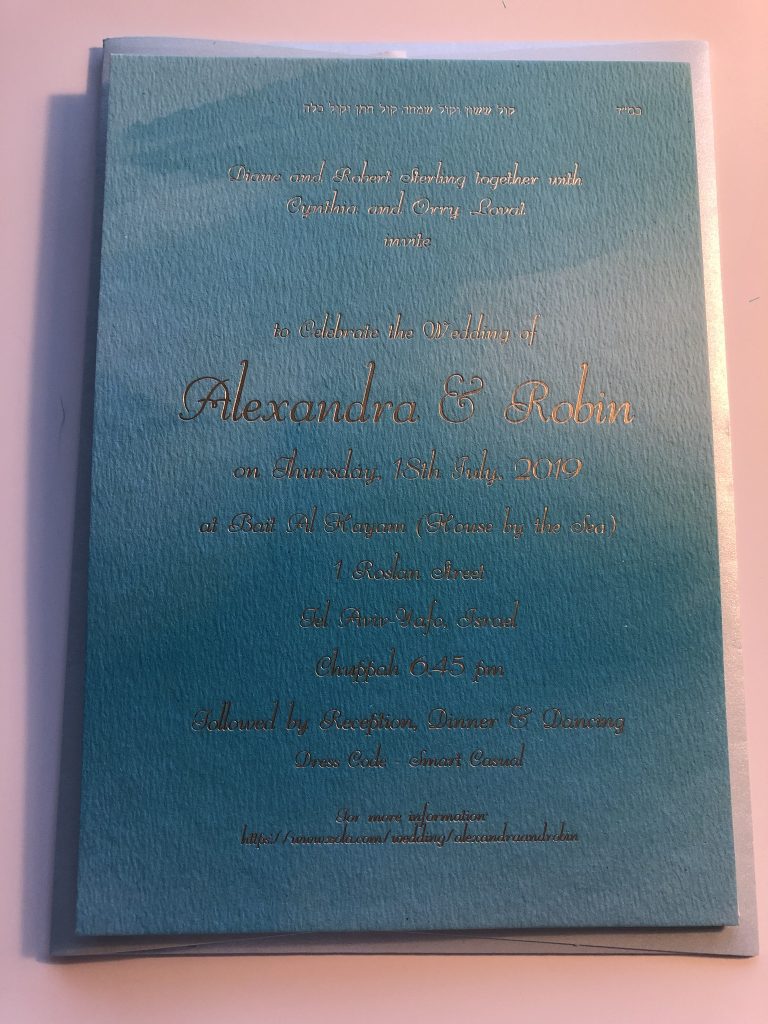 בס״ד
קול ששון וקול שמחה קול חתן וקול כלה
Diane and Robert Sterling together with
Cynthia and Orry Lovat
invite
to Celebrate the Wedding of
Alexandra & Robin
on Thursday, 18th July, 2019
at Bait Al Hayam (House by the Sea)
1 Roslan Street
Tel Aviv-Yafo, Israel
Chuppah 6.45 pm
Followed by Reception, Dinner & Dancing
Dress Code - Smart Casual
For more information